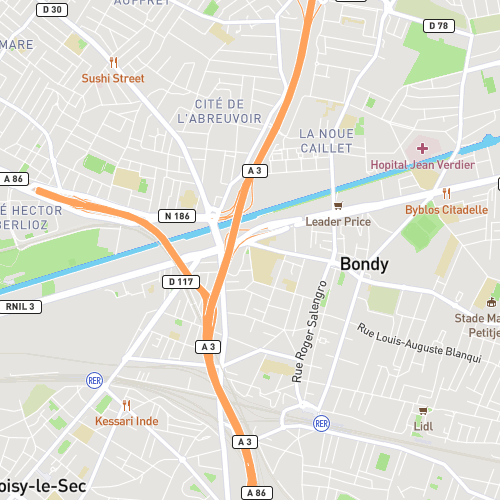 AUFFRET
D 30
D 78
MARE
Sushi Street
CITÉ DE
L'ABREUVOIR
LA NOUE
CAILLET
Hopital Jean Verdier
A 3
A 86
Byblos Citadelle
É HECTOR
BERLIOZ
N 186
Leader Price
Bondy
D 117
RNIL 3
Stade Ma
Petitje
Rue Roger Salengro
Rue Louis-Auguste Blanqui
A 3
RER
Kessari Inde
Lidl
RER
A 3
oisy-le-Sec
A 86